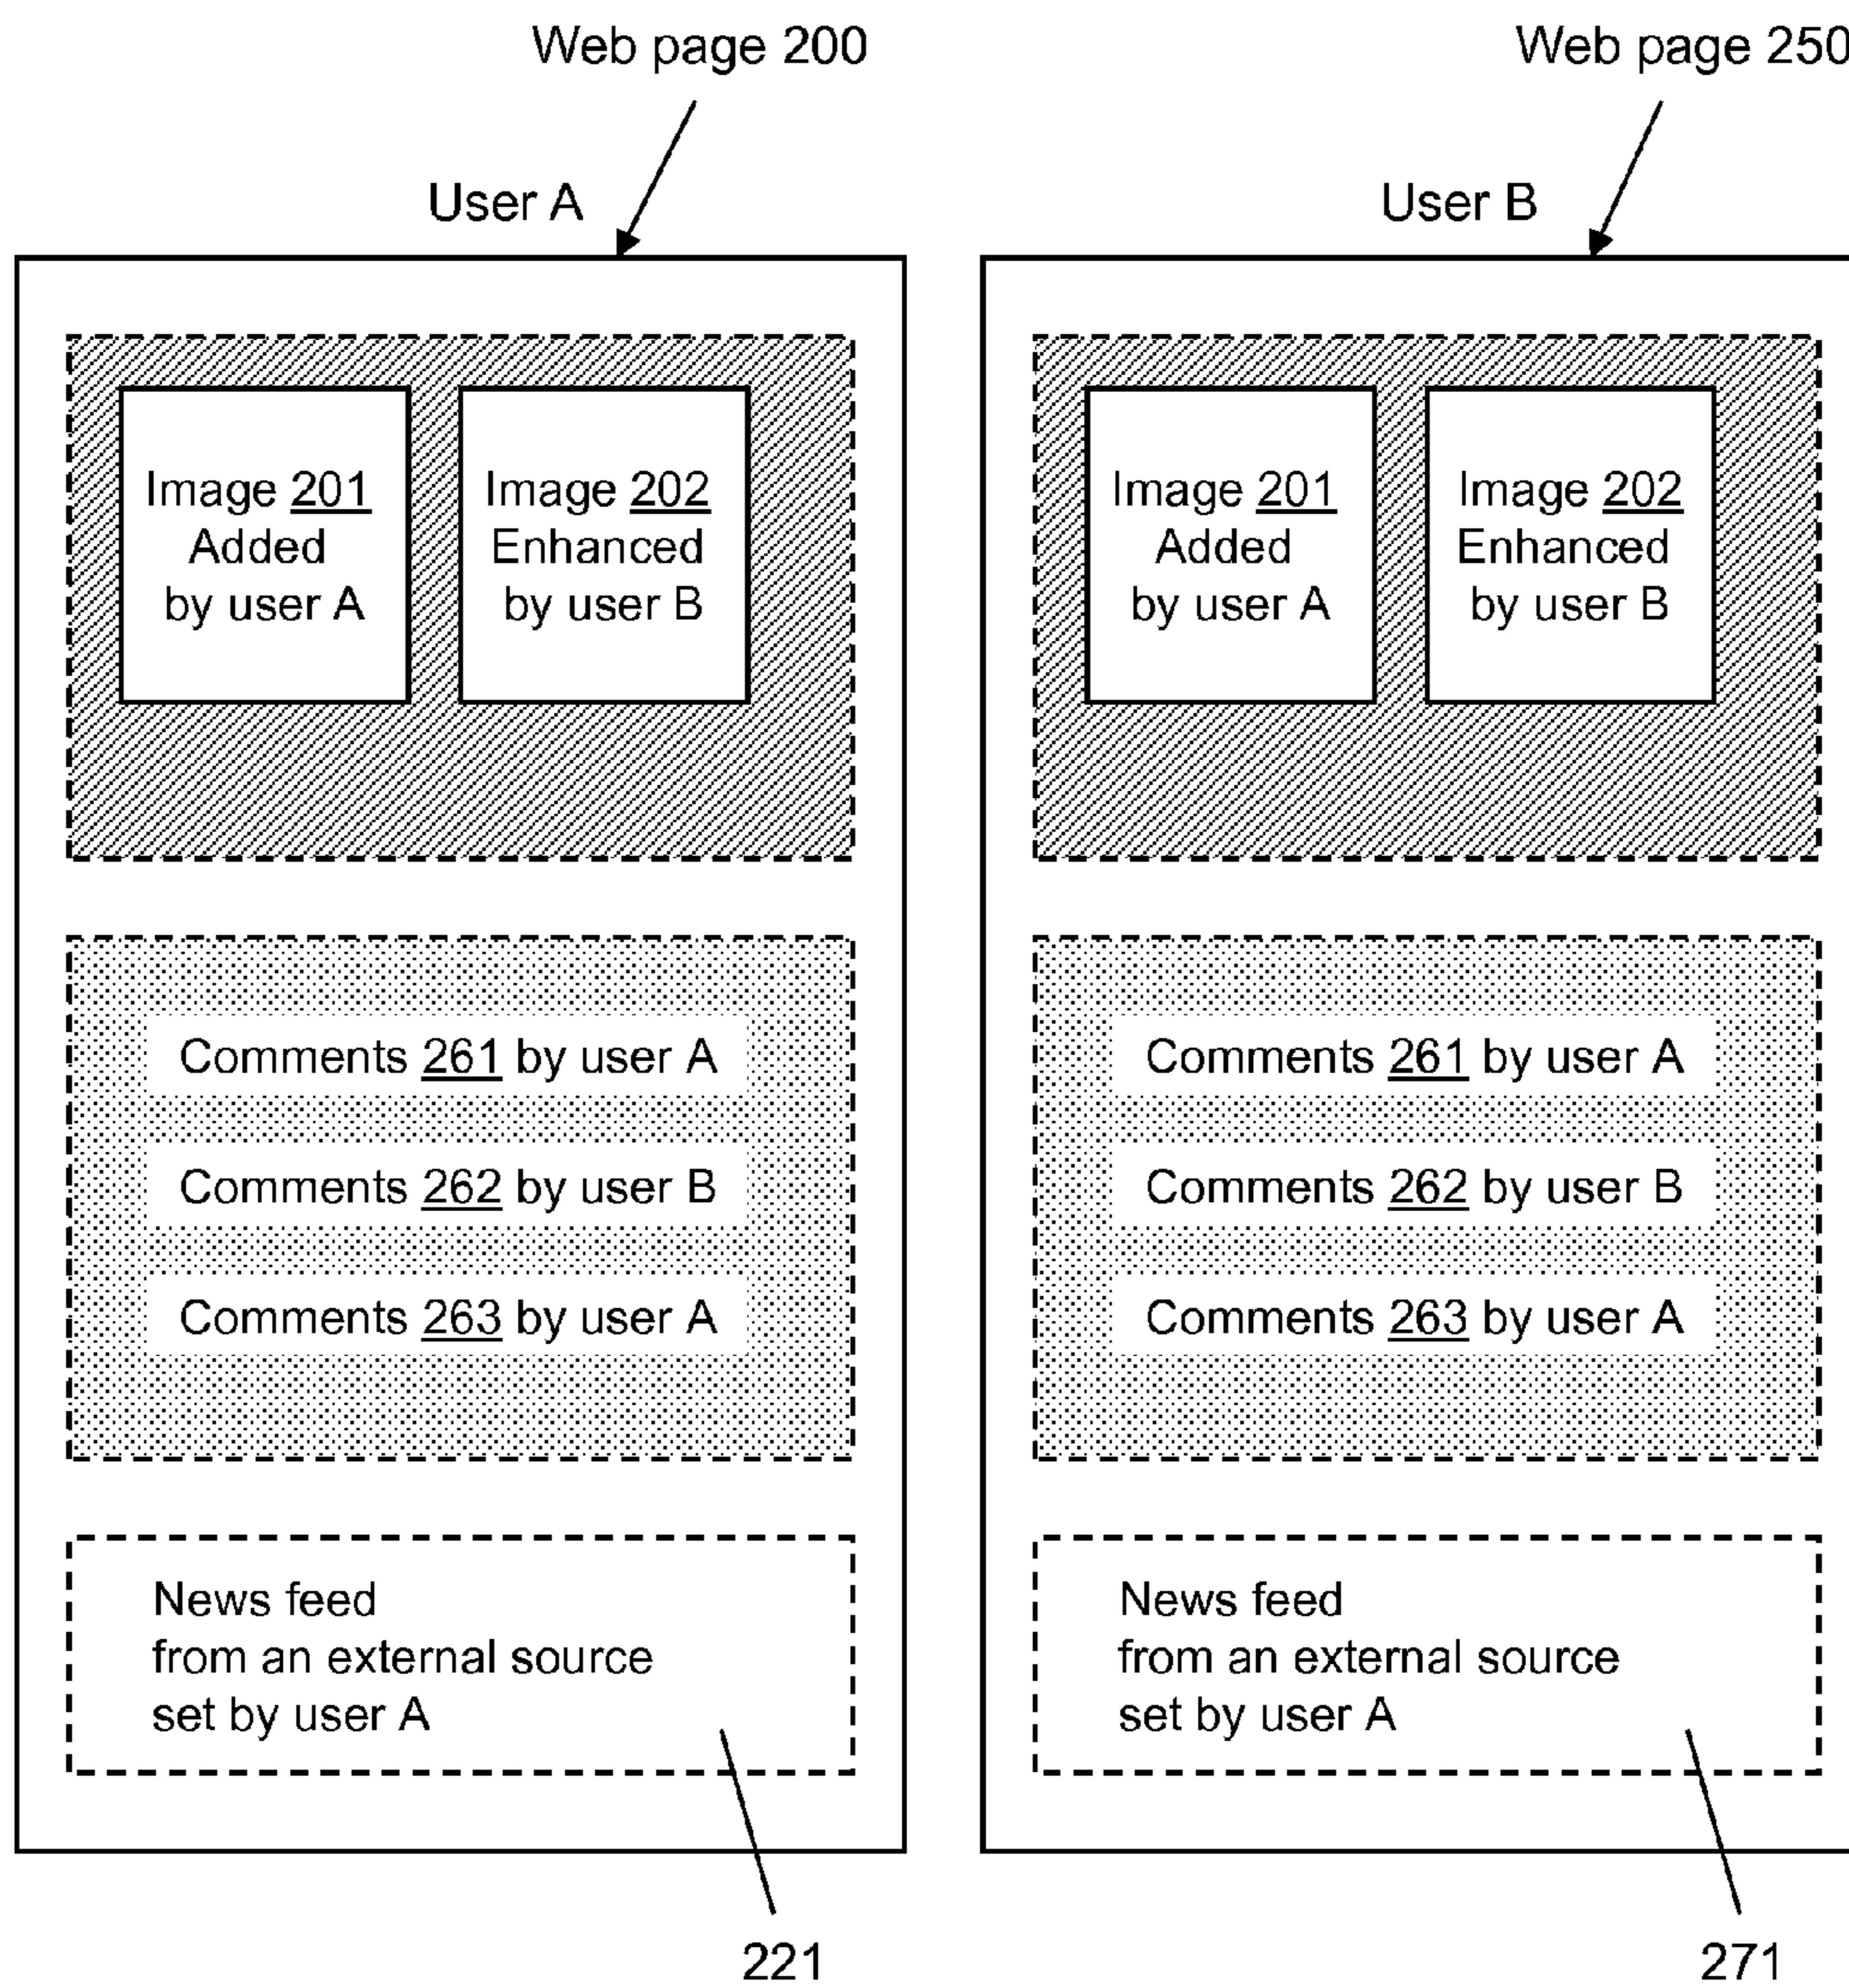 Web page 200
User A
Image 201
Added
by user A
Image 202
Enhanced
by user B
Comments 261 by user A
Comments 262 by user B
Comments 263 by user A
News feed
from an external source
set by user A
221
Web page 250
User B
Image 201
Added
by user A
Image 202
Enhanced
by user B
Comments 261 by user A
Comments 262 by user B
Comments 263 by user A
News feed
from an external source
set by user A
271